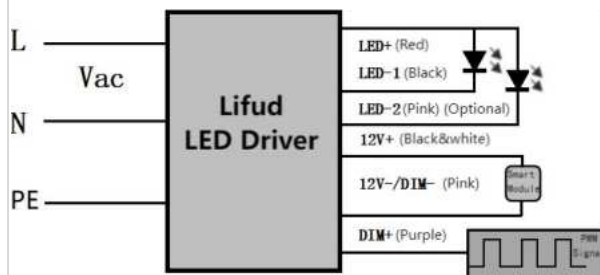 L
Vac
N
PE
Lifud
LED Driver
LED+ (Red)
LED-1 (Black)
LED-2 (Pink) (Optional)
12V+ (Black&white)
12V-/DIM- (Pink)
DIM+ (Purple)
Smart
Module
PWM
Signa